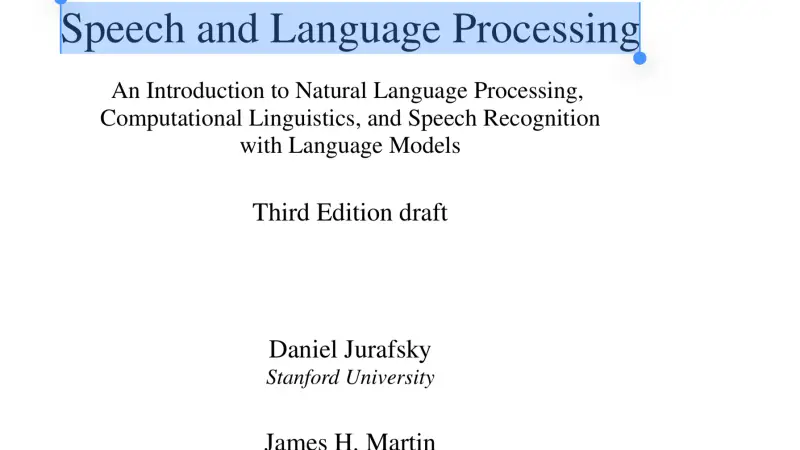 Speech and Language Processing
An Introduction to Natural Language Processing,
Computational Linguistics, and Speech Recognition
with Language Models
Third Edition draft
Daniel Jurafsky
Stanford University
James H. Martin